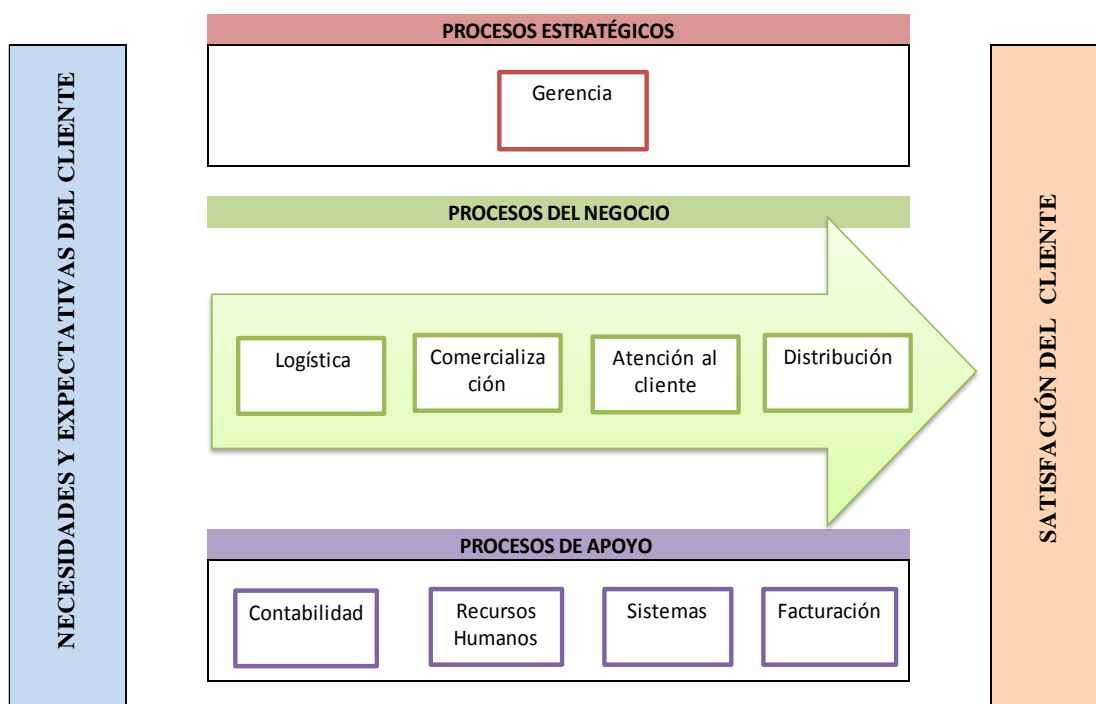 PROCESOS ESTRATÉGICOS
NECESIDADES Y EXPECTATIVAS DEL CLIENTE
Gerencia
SATISFACIÓN DEL CLIENTE
PROCESOS DEL NEGOCIO
Logística
Comercializa
ción
Atención al
cliente
Distribución
PROCESOS DE APOYO
Contabilidad
Recursos
Humanos
Sistemas
Facturación